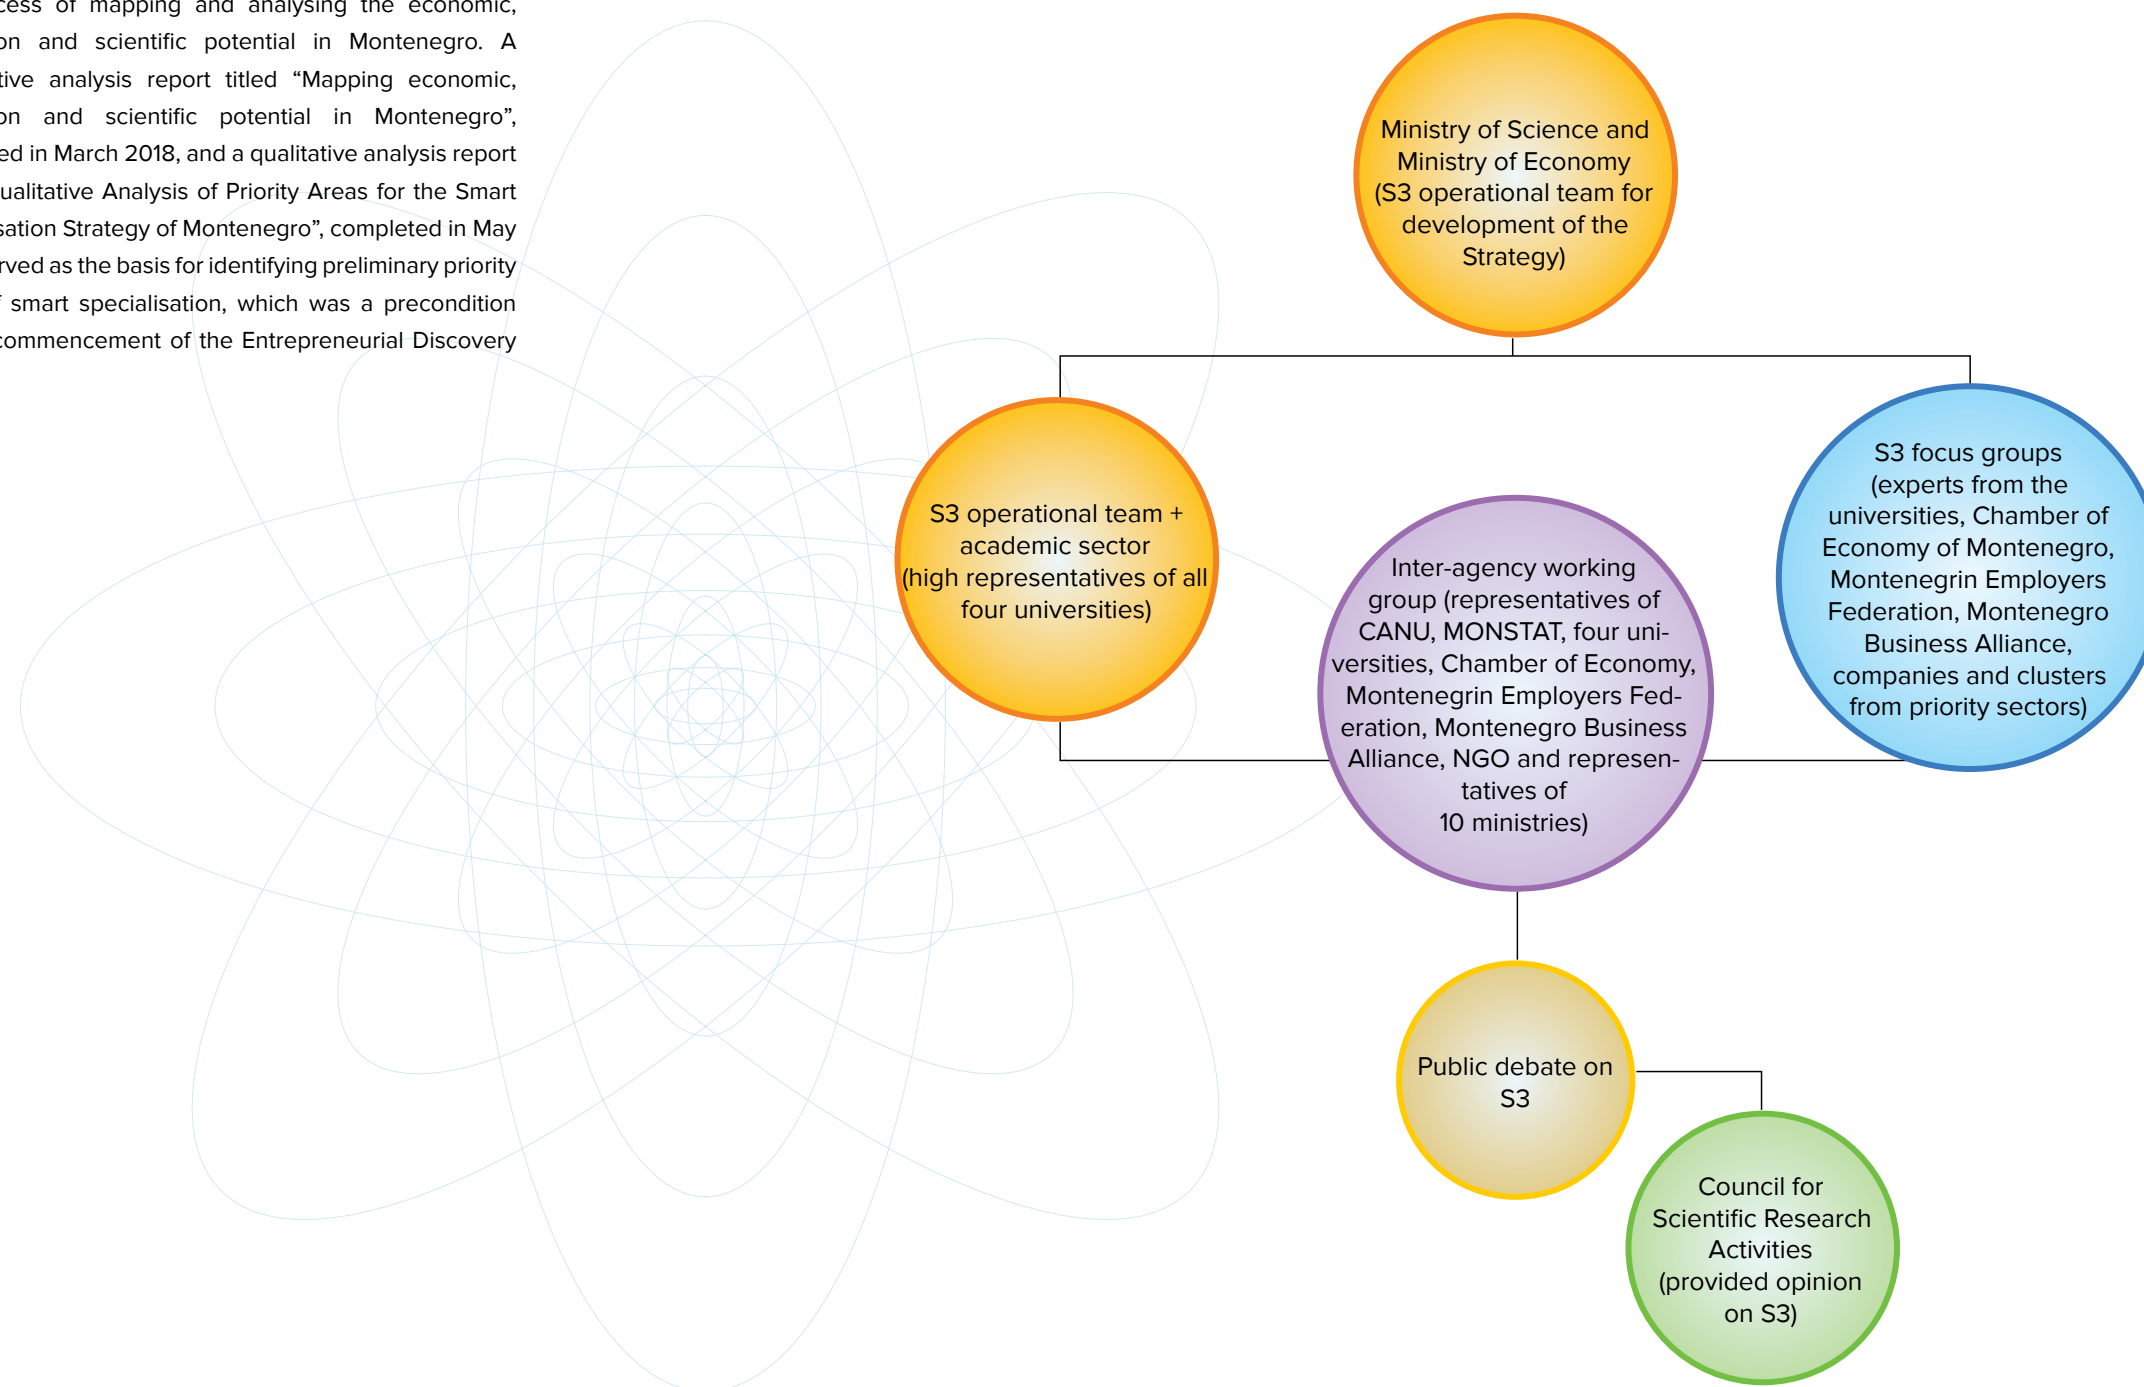 cess of mapping and analysing the economic,
on and scientific potential in Montenegro. A
tive analysis report titled “Mapping economic,
on and scientific potential in Montenegro”,
ed in March 2018, and a qualitative analysis report
ualitative Analysis of Priority Areas for the Smart
sation Strategy of Montenegro”, completed in May
rved as the basis for identifying preliminary priority
f smart specialisation, which was a precondition
commencement of the Entrepreneurial Discovery
Ministry of Science and
Ministry of Economy
(S3 operational team for
development of the
Strategy)
S3 operational team +
academic sector
(high representatives of all
four universities)
Inter-agency working
group (representatives of
CANU, MONSTAT, four uni-
versities, Chamber of Economy,
Montenegrin Employers Fed-
eration, Montenegro Business
Alliance, NGO and represen-
tatives of
10 ministries)
S3 focus groups
(experts from the
universities, Chamber of
Economy of Montenegro,
Montenegrin Employers
Federation, Montenegro
Business Alliance,
companies and clusters
from priority sectors)
Public debate on
S3
Council for
Scientific Research
Activities
(provided opinion
on S3)